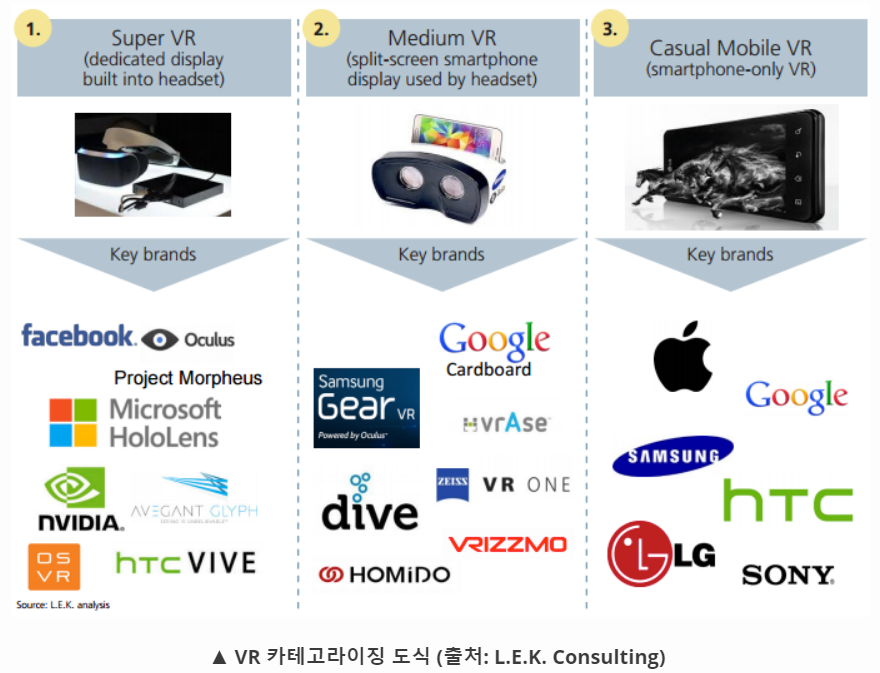 1.
Super VR
(dedicated display
built into headset)
2.
Medium VR
(split-screen smartphone
display used by headset)
3.
Casual Mobile VR
(smartphone-only VR)
Key brands
Key brands
Key brands
facebook.
Oculus
Project Morpheus
Microsoft
HoloLens
NVIDIA.
AVEGANT GLYPH
OS
VR
HTC VIVE
Source: L.E.K. analysis
Google
Cardboard
Samsung
Gear VR
Powered by Oculus
vrAse
dive
ZEISS
VR ONE
VRIZZMO
HOMiDO
Google
SAMSUNG
hTC
LG
SONY
▲ VR 카테고라이징 도식 (출처: L.E.K. Consulting)